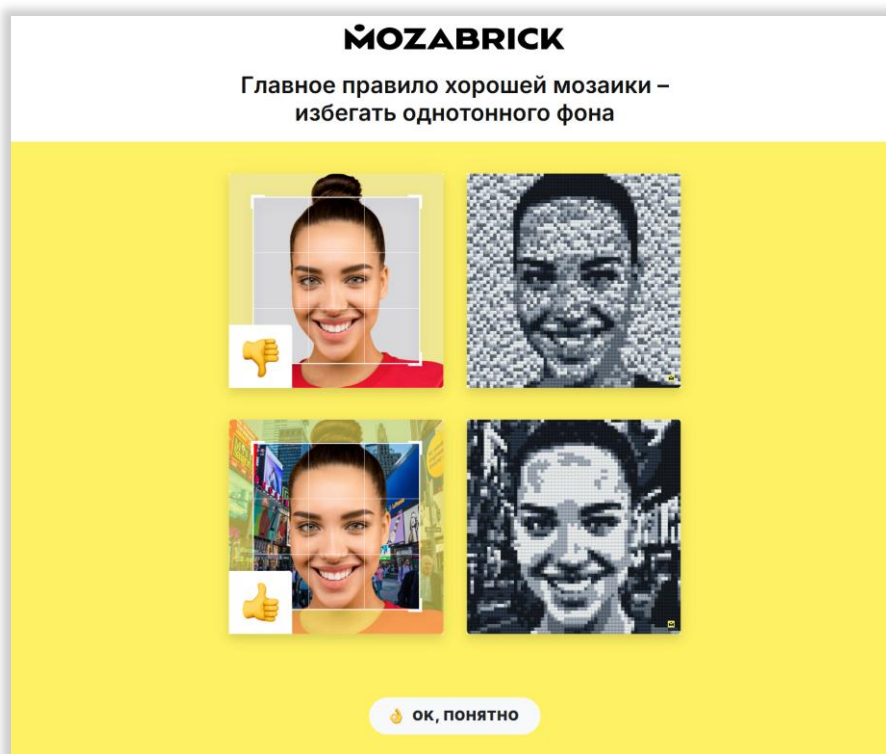 MOZABRICK
Главное правило хорошей мозаики –
избегать однотонного фона
ОК, ПОНЯТНО